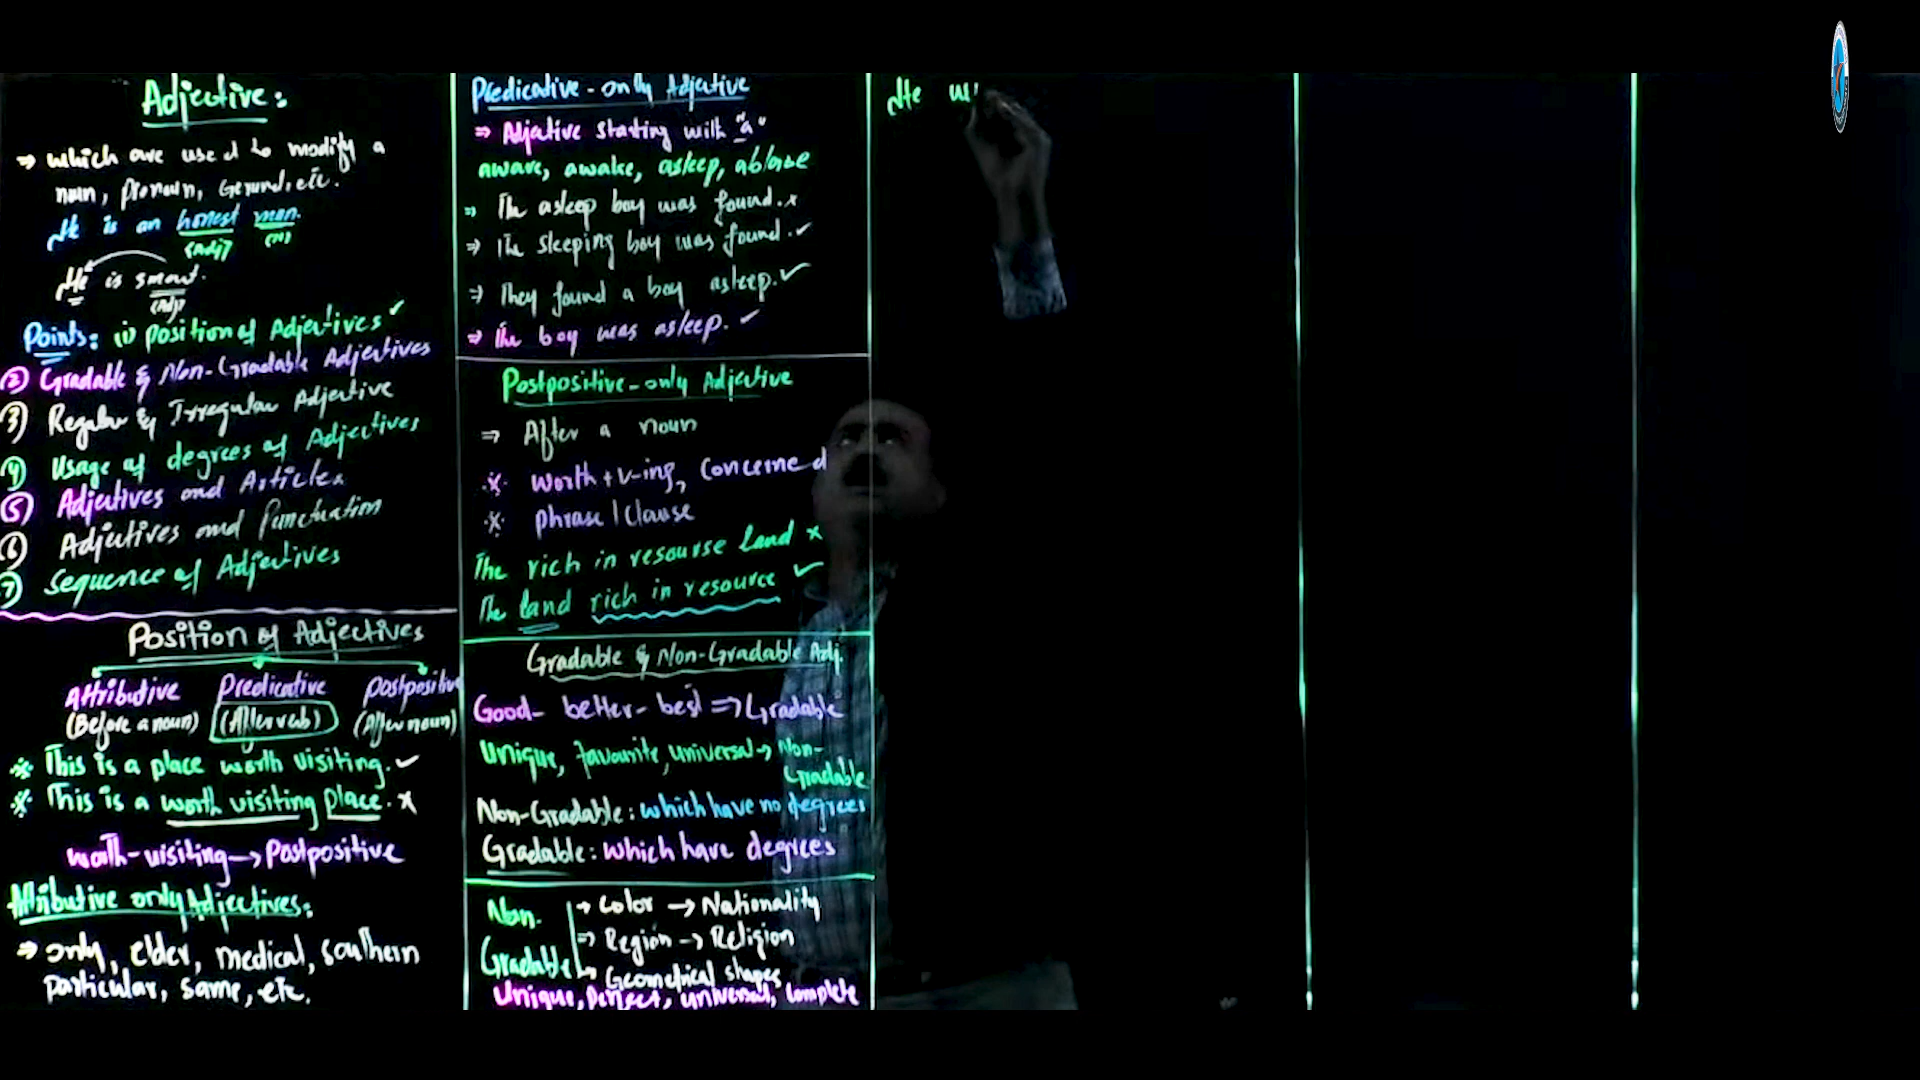 Adjective:
⇒ which are used to modify a
noun, pronoun, Gerund, etc.
He is an honest man.
(Adj) (N)
He is smart.
(Adj)
Points: (i) Position of Adjectives ✓
② Gradable & Non-Gradable Adjectives
③ Regular & Irregular Adjective
④ Usage of degrees of Adjectives
⑤ Adjectives and Articles
⑥ Adjectives and Punctuation
⑦ Sequence of Adjectives
Position of Adjectives
Attributive Predicative Postpositive
(Before a noun) (After verb) (After noun)
※ This is a place worth visiting. ✓
※ This is a worth visiting place. x
worth-visiting → Postpositive
Attributive only Adjectives:
⇒ only, elder, medical, southern
particular, same, etc.
Predicative-only Adjective
⇒ Adjective starting with "a"
aware, awake, asleep, ablaze
⇒ The asleep boy was found. x
⇒ The sleeping boy was found. ✓
⇒ They found a boy asleep. ✓
⇒ The boy was asleep. ✓
Postpositive-only Adjective
⇒ After a noun
※ worth+v-ing, concerned
※ phrase/clause
The rich in resourse land x
The land rich in resource ✓
Gradable & Non-Gradable Adj.
Good- better- best ⇒ Gradable
Unique, favourite, universal → Non-
Gradable
Non-Gradable: which have no degrees
Gradable: which have degrees
Non. → Color → Nationality
⇒ Region → Religion
Gradable → Geometrical shapes
Unique, perfect, universal, complete
He